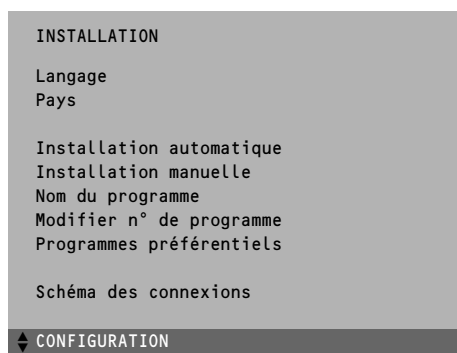 INSTALLATION
Langage
Pays
Installation automatique
Installation manuelle
Nom du programme
Modifier n° de programme
Programmes préférentiels
Schéma des connexions
CONFIGURATION